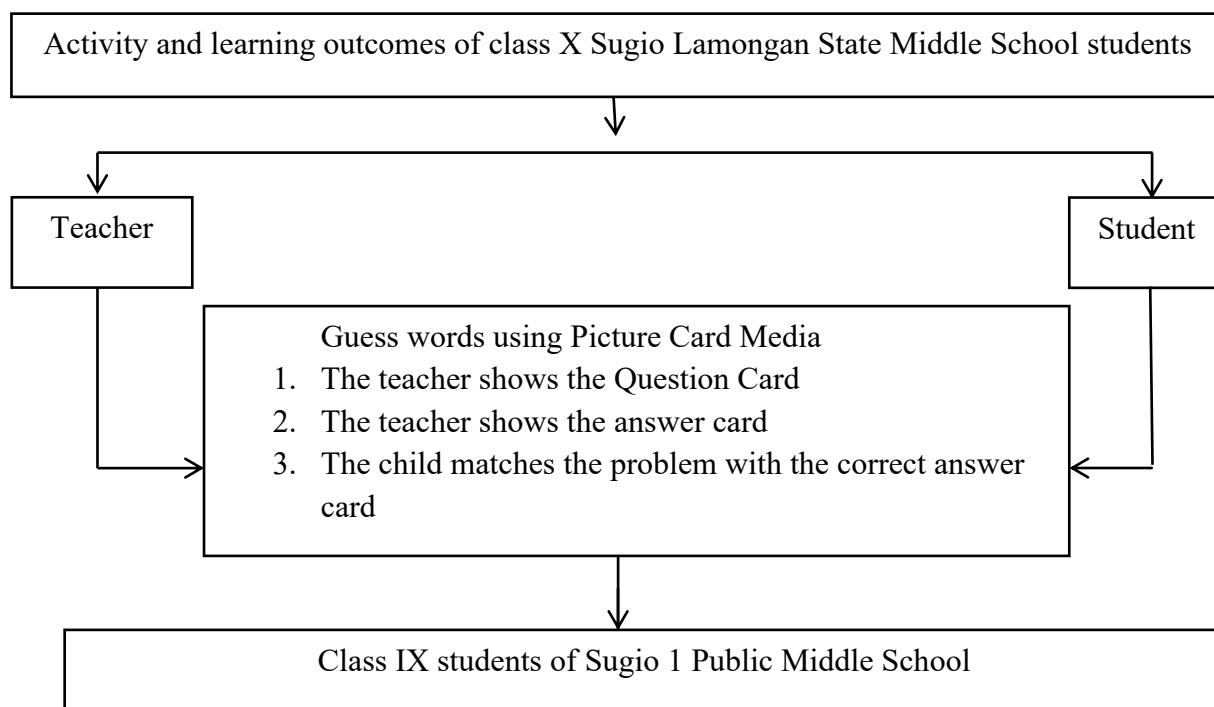 Activity and learning outcomes of class X Sugio Lamongan State Middle School students
Teacher
Student
Guess words using Picture Card Media
1. The teacher shows the Question Card
2. The teacher shows the answer card
3. The child matches the problem with the correct answer
card
Class IX students of Sugio 1 Public Middle School